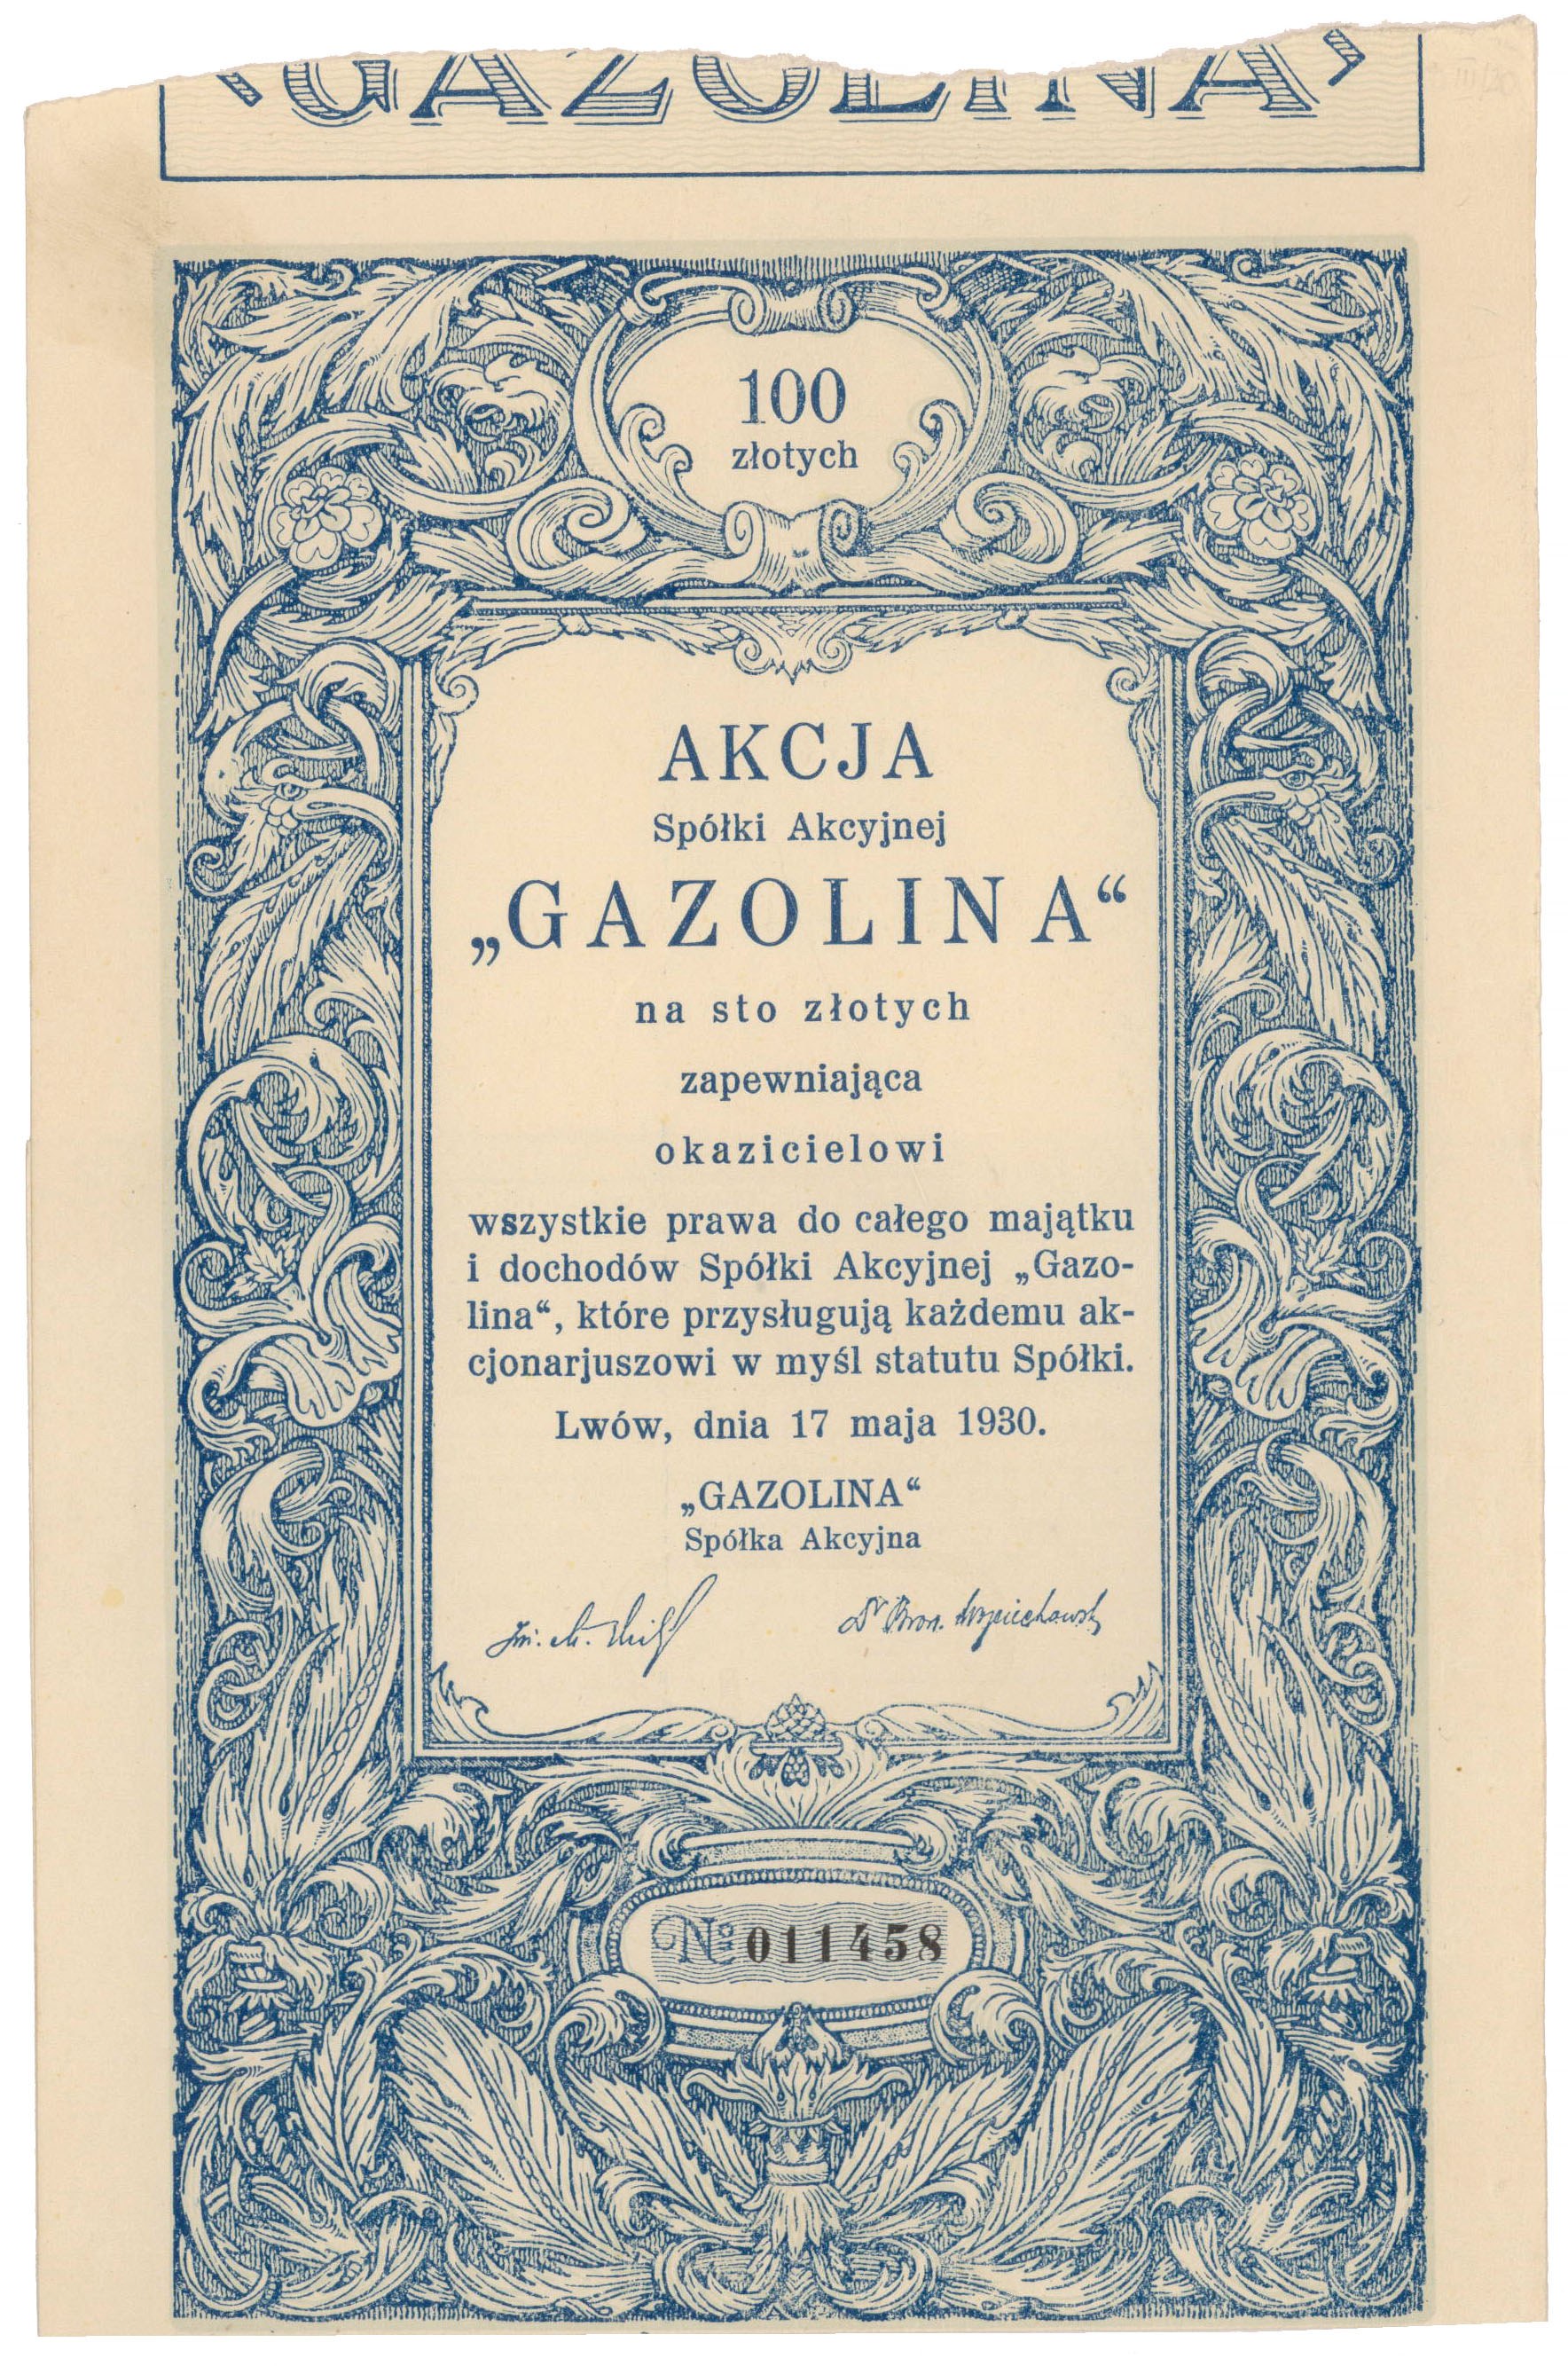 "GAZOLINA"
100
złotych
AKCJA
Spółki Akcyjnej
„GAZOLINA“
na sto złotych
zapewniająca
okazicielowi
wszystkie prawa do całego majątku
i dochodów Spółki Akcyjnej „Gazo-
lina“, które przysługują każdemu ak-
cjonarjuszowi w myśl statutu Spółki.
Lwów, dnia 17 maja 1930.
„GAZOLINA“
Spółka Akcyjna
Dr Bron.
No 011458